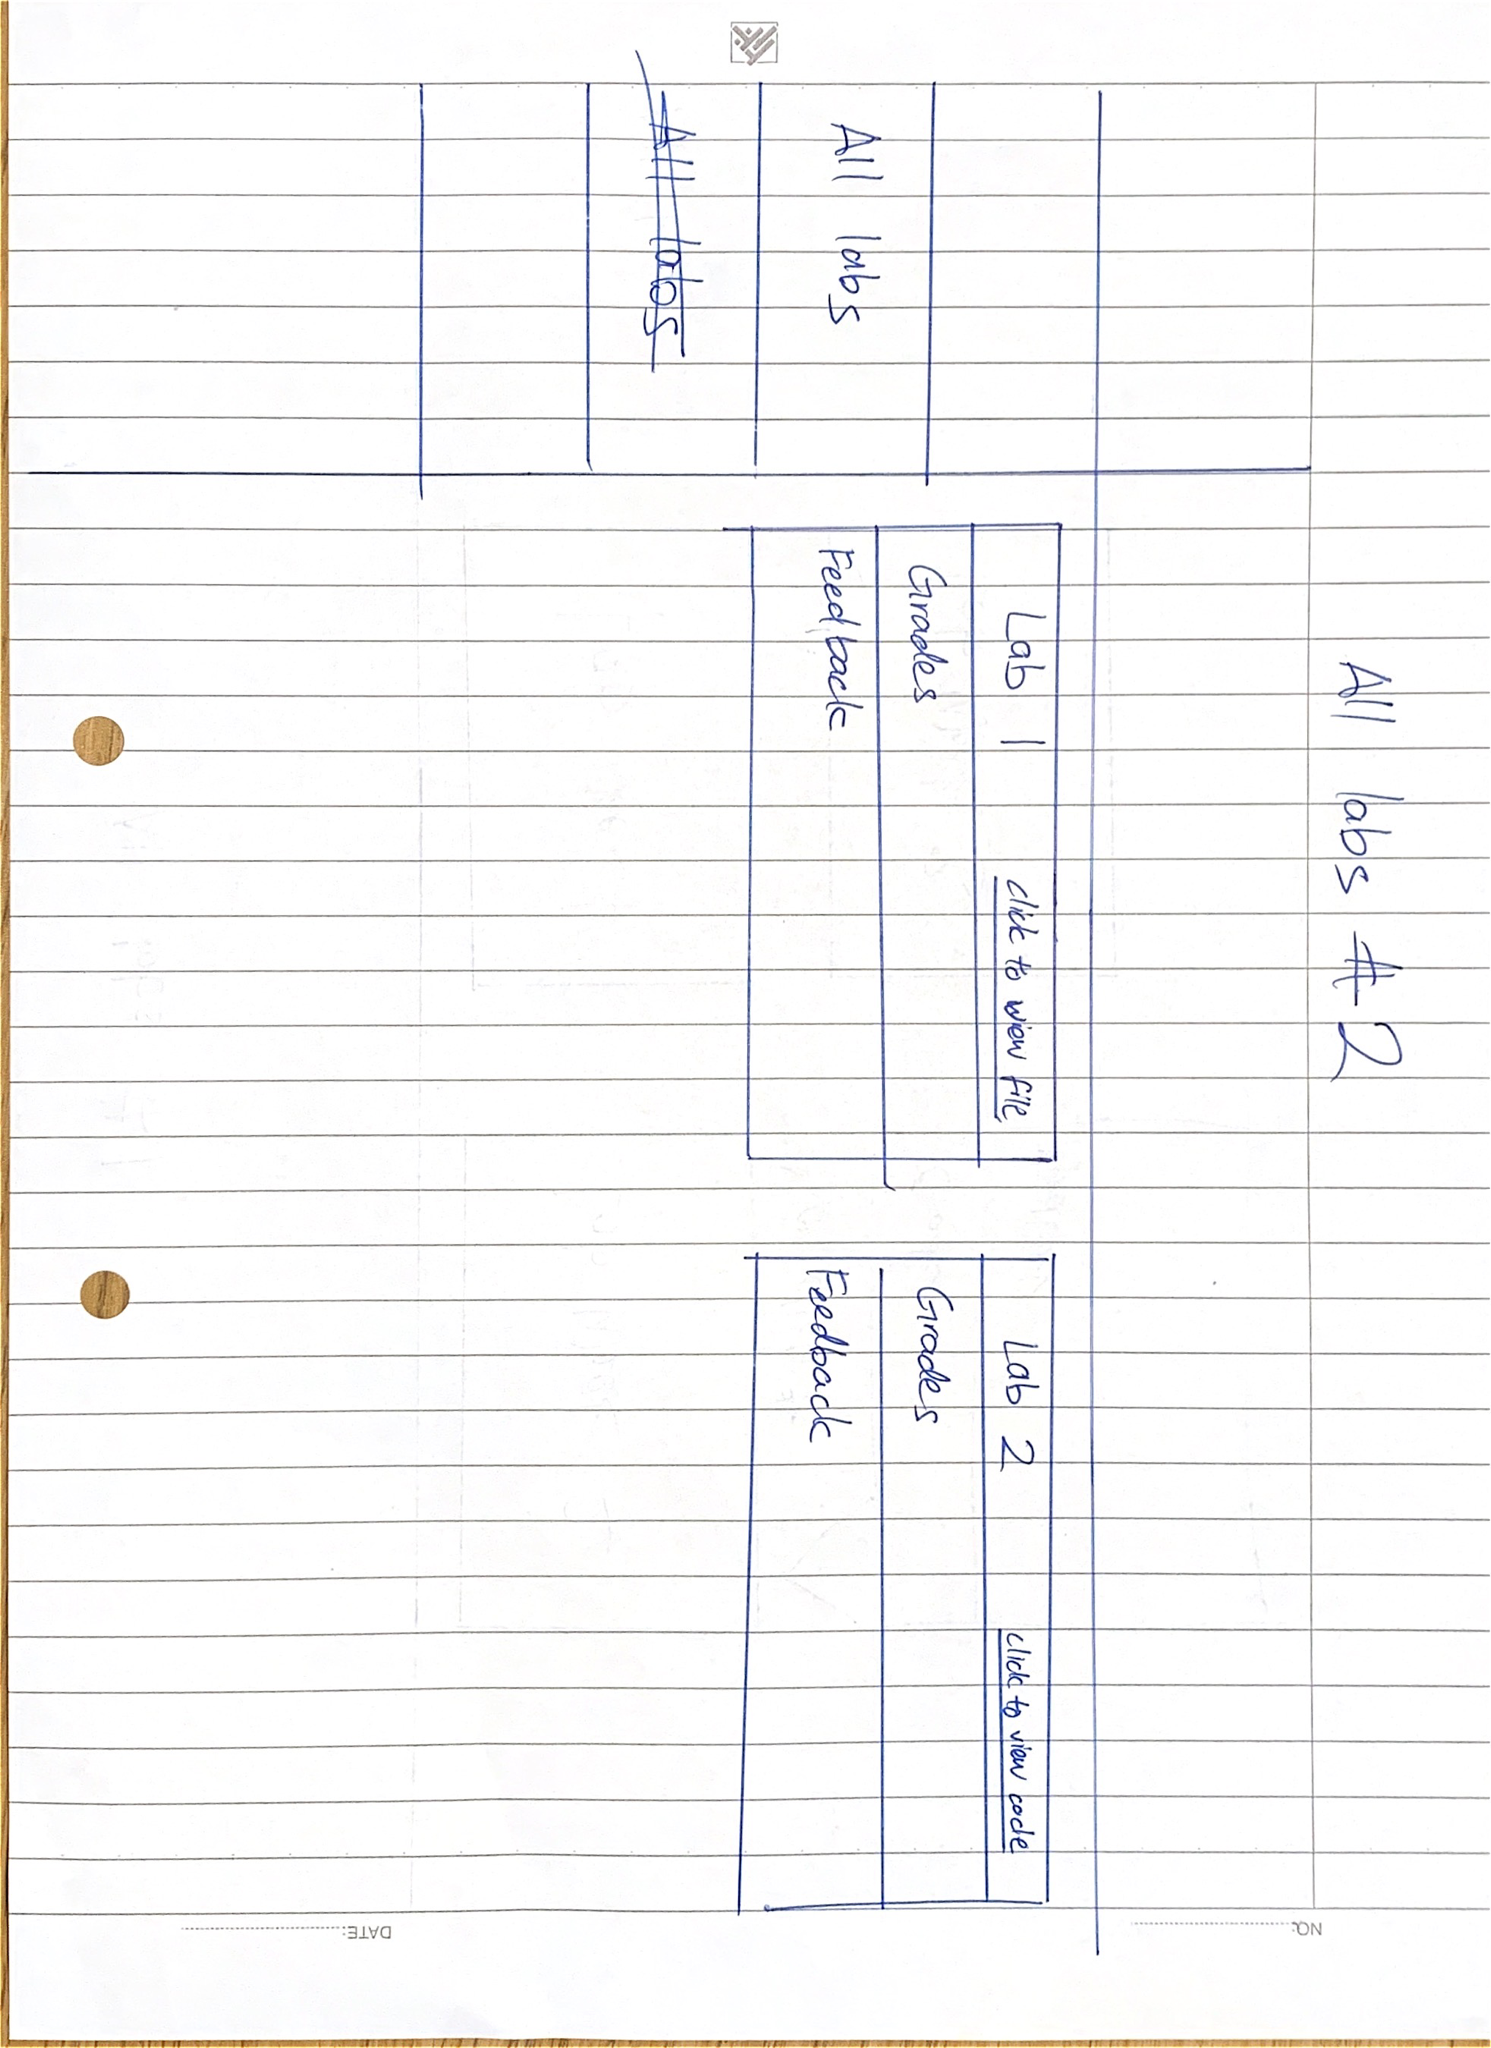 All labs #2
All labs
All labs
Lab 1 click to view file
Grades
Feedback
Lab 2 click to view code
Grades
Feedback
NO:
DATE: